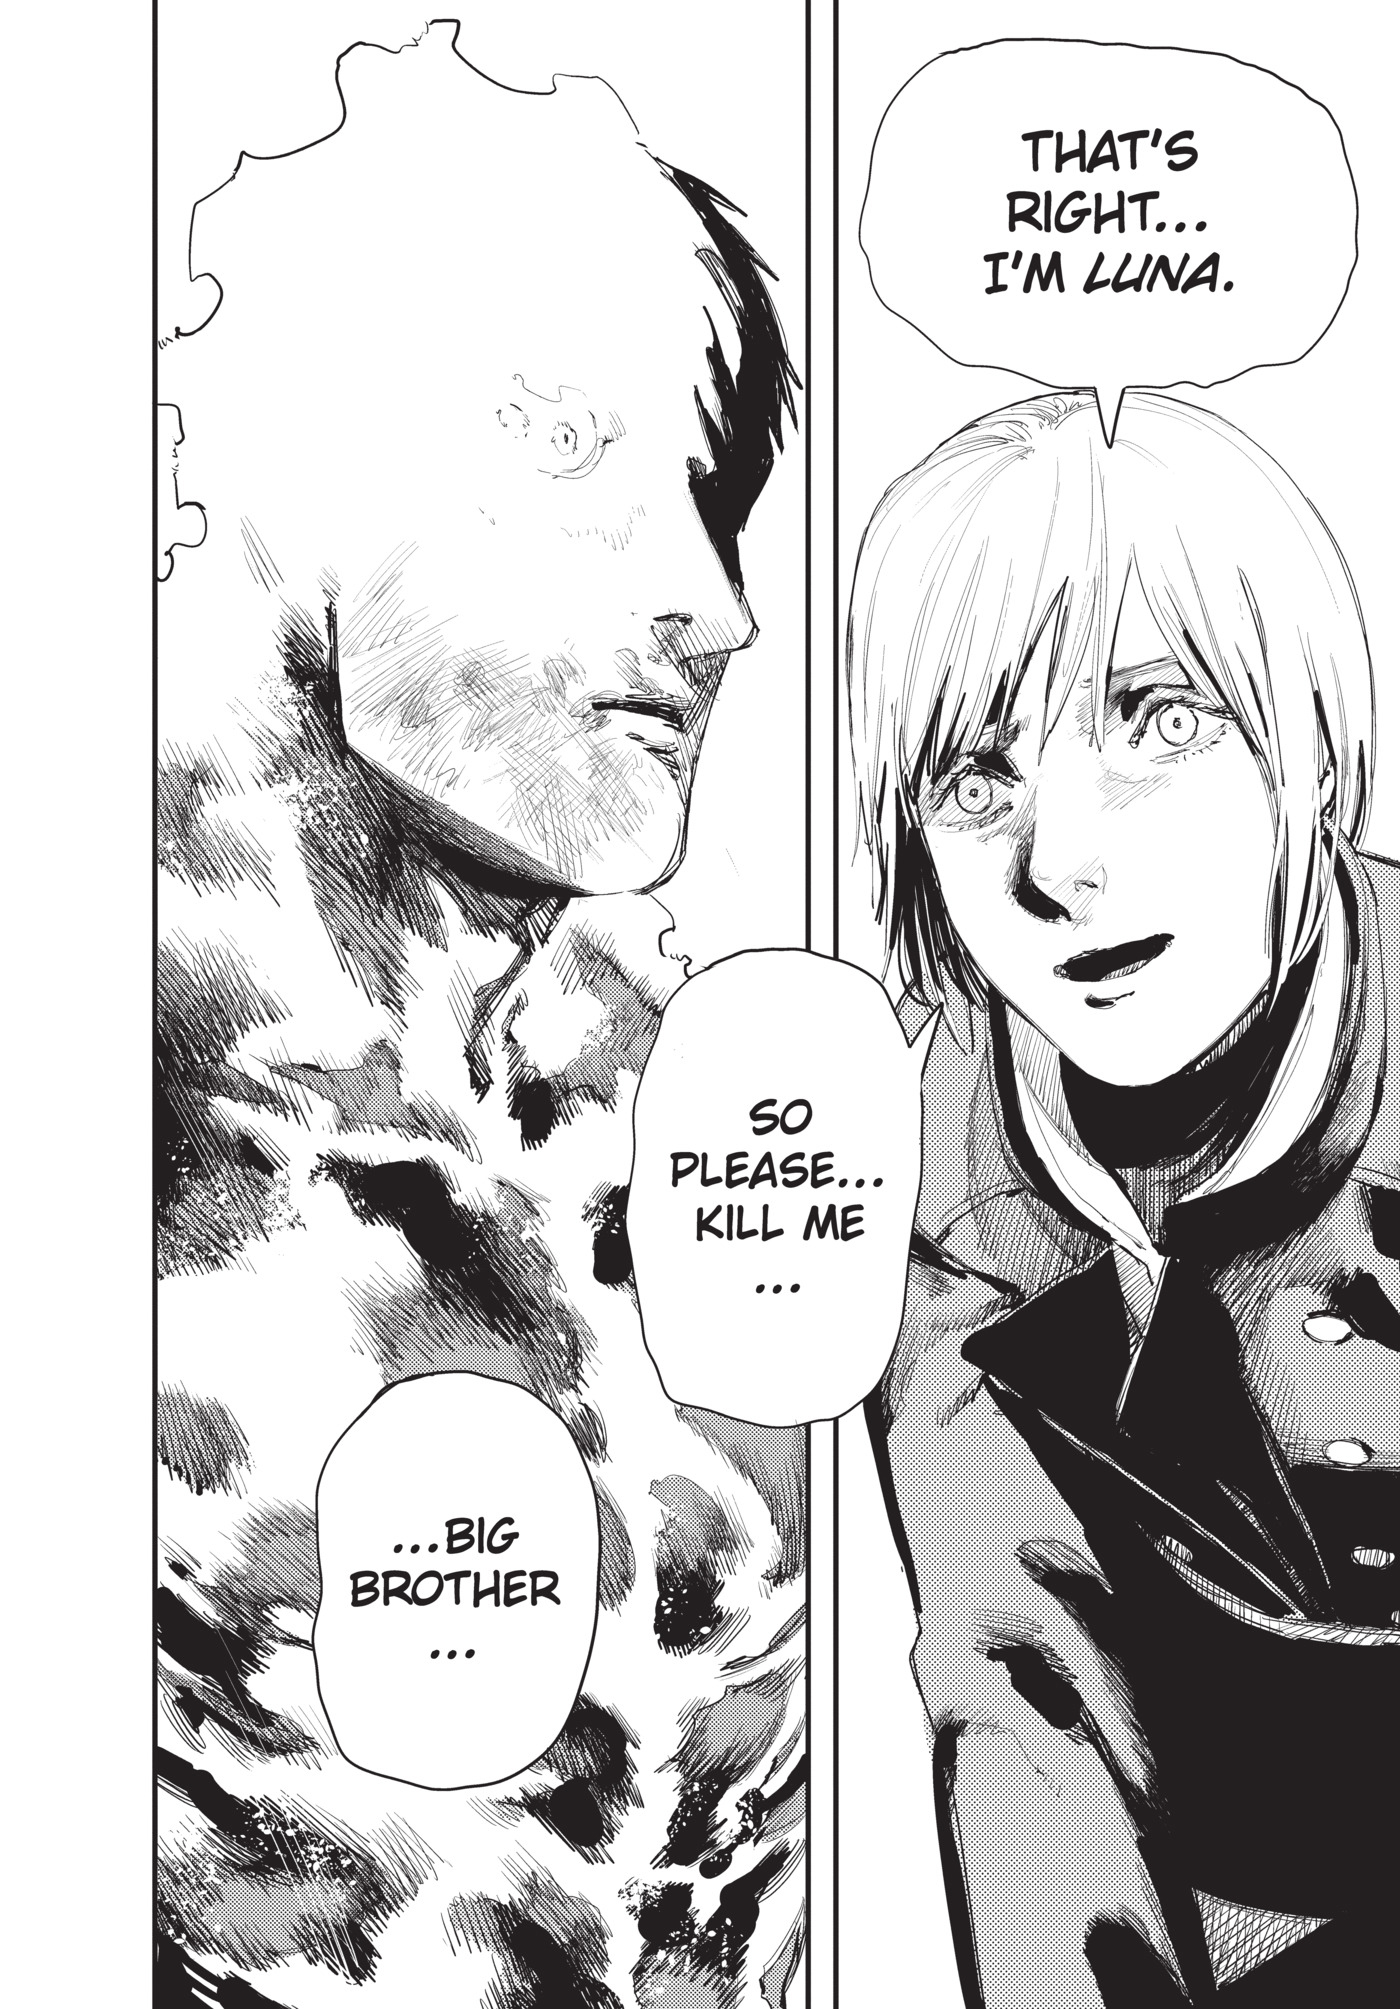 THAT'S
RIGHT...
I'M LUNA.
SO
PLEASE...
KILL ME
...
...BIG
BROTHER
...